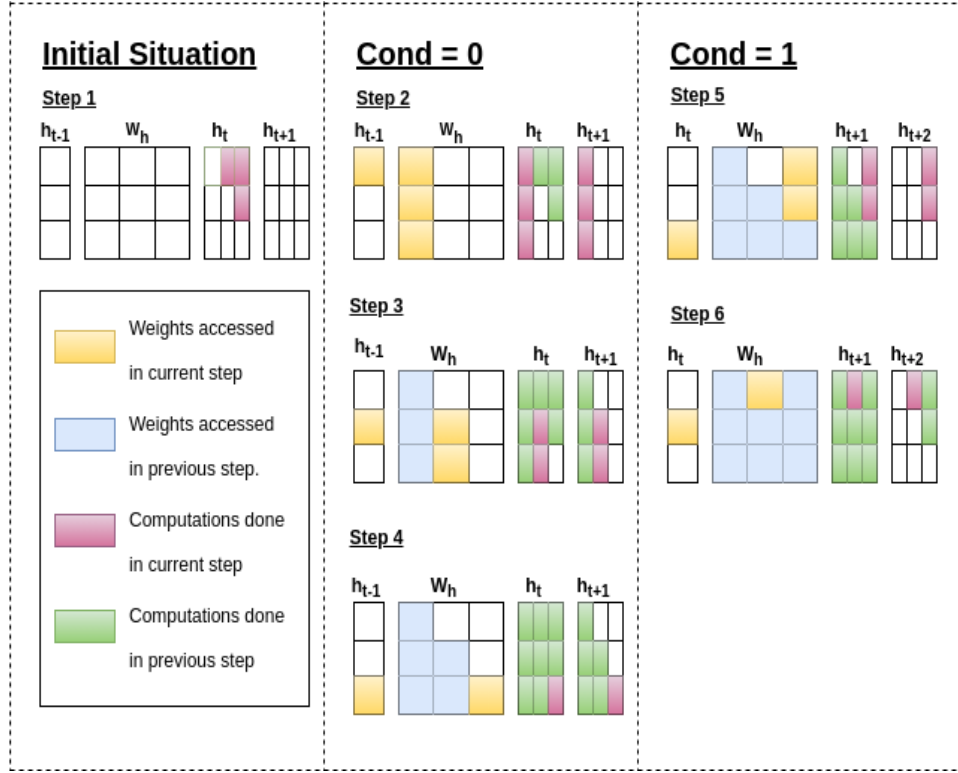 Initial Situation
Step 1
ht-1 Wh ht ht+1
Weights accessed
in current step
Weights accessed
in previous step.
Computations done
in current step
Computations done
in previous step
Cond = 0
Step 2
ht-1 Wh ht ht+1
Step 3
ht-1 Wh ht ht+1
Step 4
ht-1 Wh ht ht+1
Cond = 1
Step 5
ht Wh ht+1 ht+2
Step 6
ht Wh ht+1 ht+2